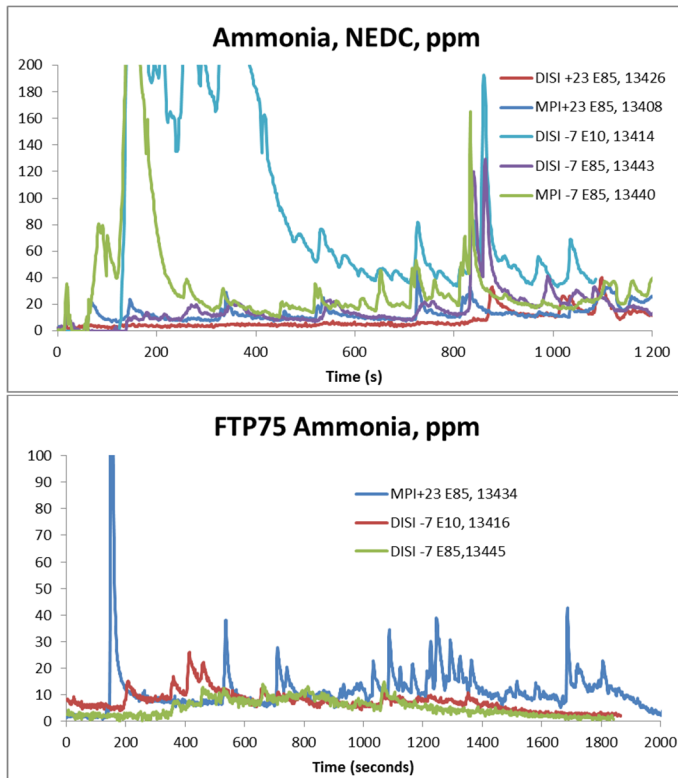 Ammonia, NEDC, ppm
200
180
160
140
120
100
80
60
40
20
0
DISI +23 E85, 13426
MPI+23 E85, 13408
DISI -7 E10, 13414
DISI -7 E85, 13443
MPI -7 E85, 13440
0 200 400 600 800 1 000 1 200
Time (s)
FTP75 Ammonia, ppm
100
90
80
70
60
50
40
30
20
10
0
MPI+23 E85, 13434
DISI -7 E10, 13416
DISI -7 E85,13445
0 200 400 600 800 1000 1200 1400 1600 1800 2000
Time (seconds)